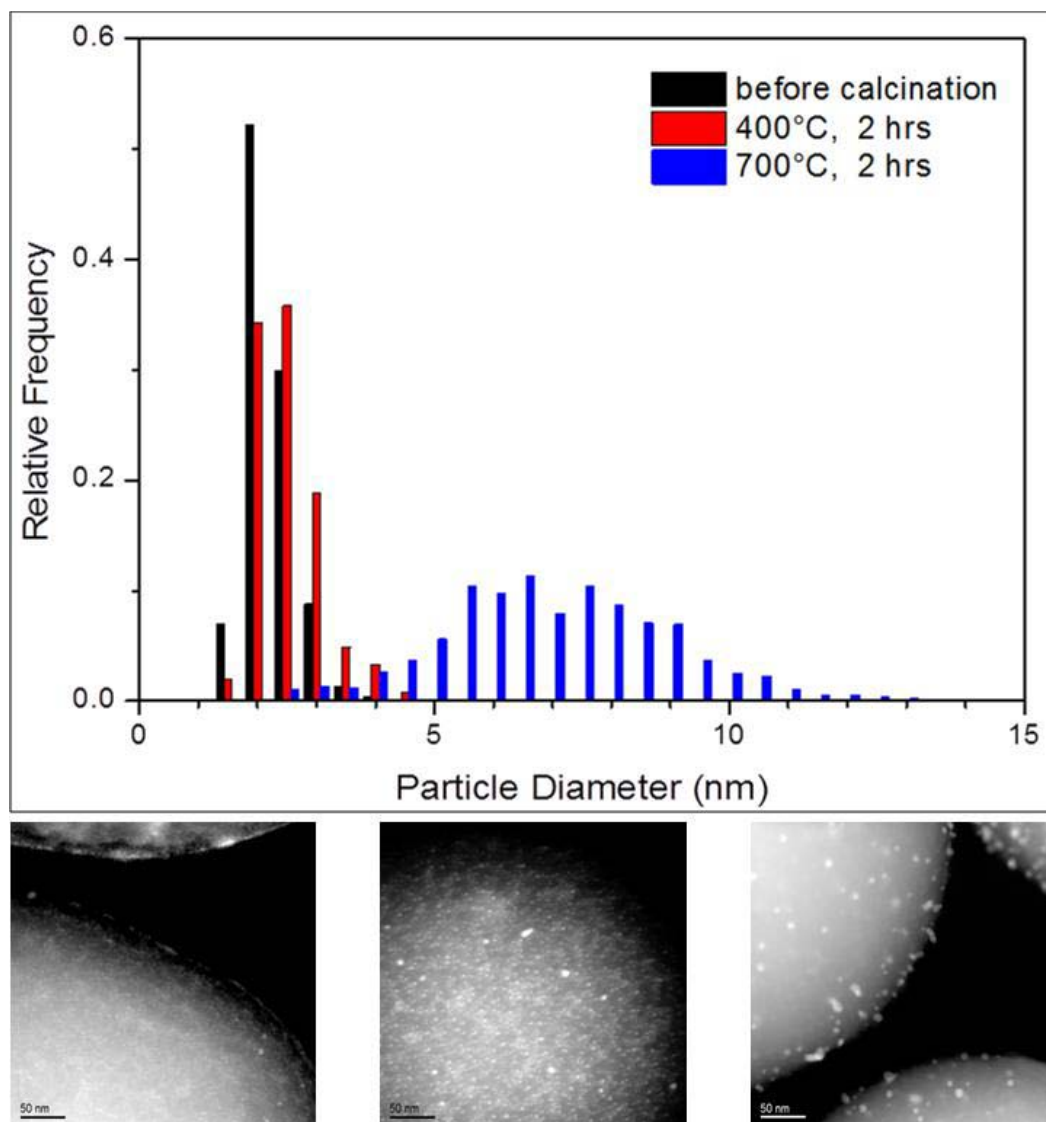 0.6
before calcination
400°C, 2 hrs
700°C, 2 hrs
0.4
Relative Frequency
0.2
0.0
0 5 10 15
Particle Diameter (nm)
50 nm 50 nm 50 nm